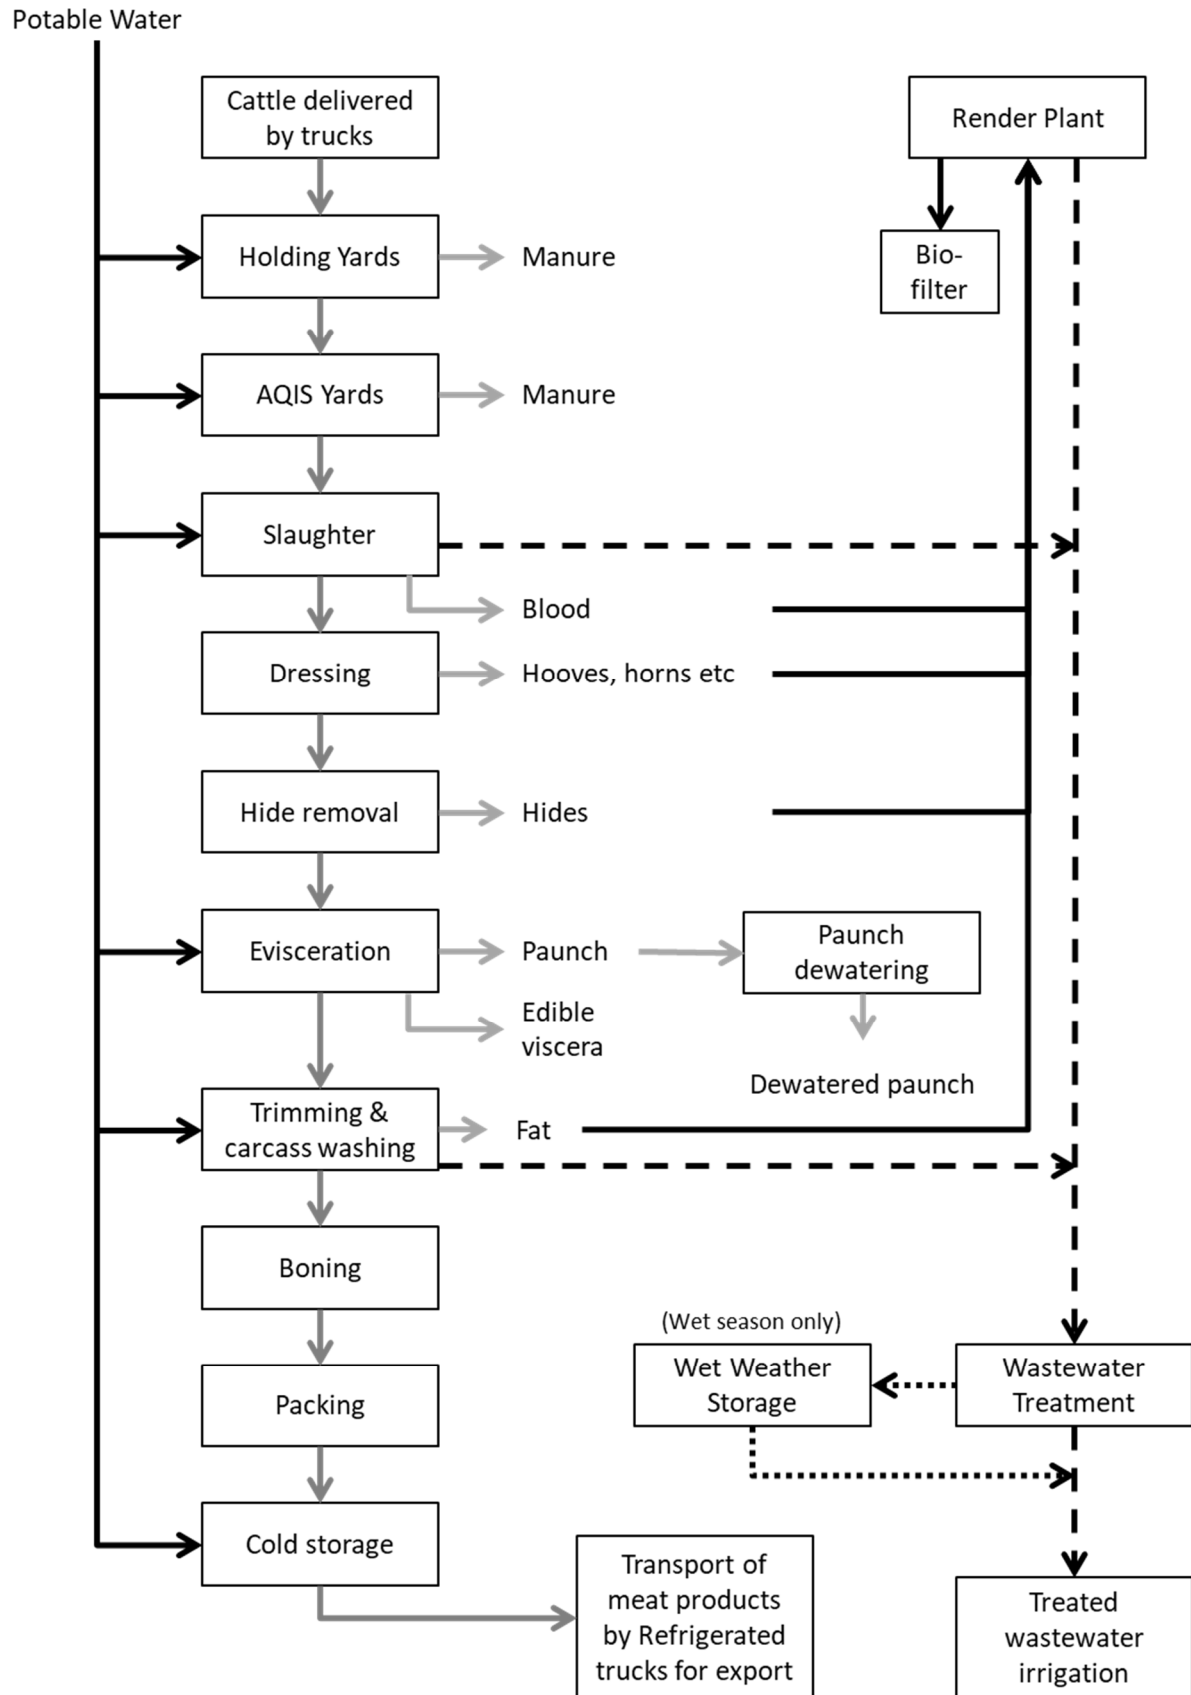 Potable Water
Cattle delivered
by trucks
Render Plant
Holding Yards
Manure
Bio-
filter
AQIS Yards
Manure
Slaughter
Blood
Dressing
Hooves, horns etc
Hide removal
Hides
Evisceration
Paunch
Paunch
dewatering
Edible
viscera
Dewatered paunch
Trimming &
carcass washing
Fat
Boning
(Wet season only)
Wet Weather
Storage
Wastewater
Treatment
Packing
Cold storage
Transport of
meat products
by Refrigerated
trucks for export
Treated
wastewater
irrigation